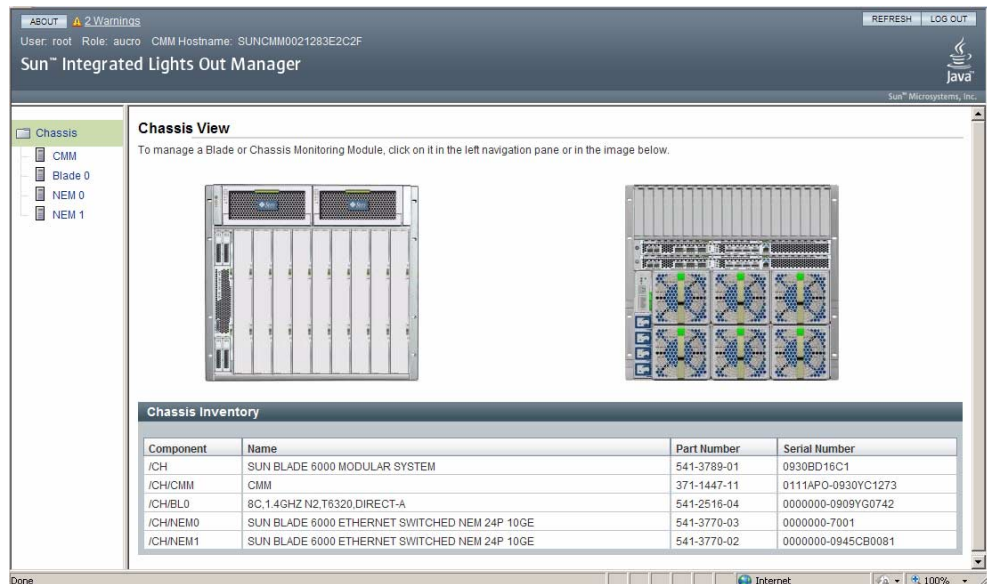 ABOUT 2 Warnings REFRESH LOG OUT
User: root Role: aucro CMM Hostname: SUNCMM0021283E2C2F
Sun™ Integrated Lights Out Manager
Java™
Sun™ Microsystems, Inc.
Chassis
CMM
Blade 0
NEM 0
NEM 1
Chassis View
To manage a Blade or Chassis Monitoring Module, click on it in the left navigation pane or in the image below.
Chassis Inventory
Component Name Part Number Serial Number
/CH SUN BLADE 6000 MODULAR SYSTEM 541-3789-01 0930BD16C1
/CH/CMM CMM 371-1447-11 0111APO-0930YC1273
/CH/BL0 8C,1.4GHZ N2,T6320,DIRECT-A 541-2516-04 0000000-0909YG0742
/CH/NEM0 SUN BLADE 6000 ETHERNET SWITCHED NEM 24P 10GE 541-3770-03 0000000-7001
/CH/NEM1 SUN BLADE 6000 ETHERNET SWITCHED NEM 24P 10GE 541-3770-02 0000000-0945CB0081
Done Internet 100%